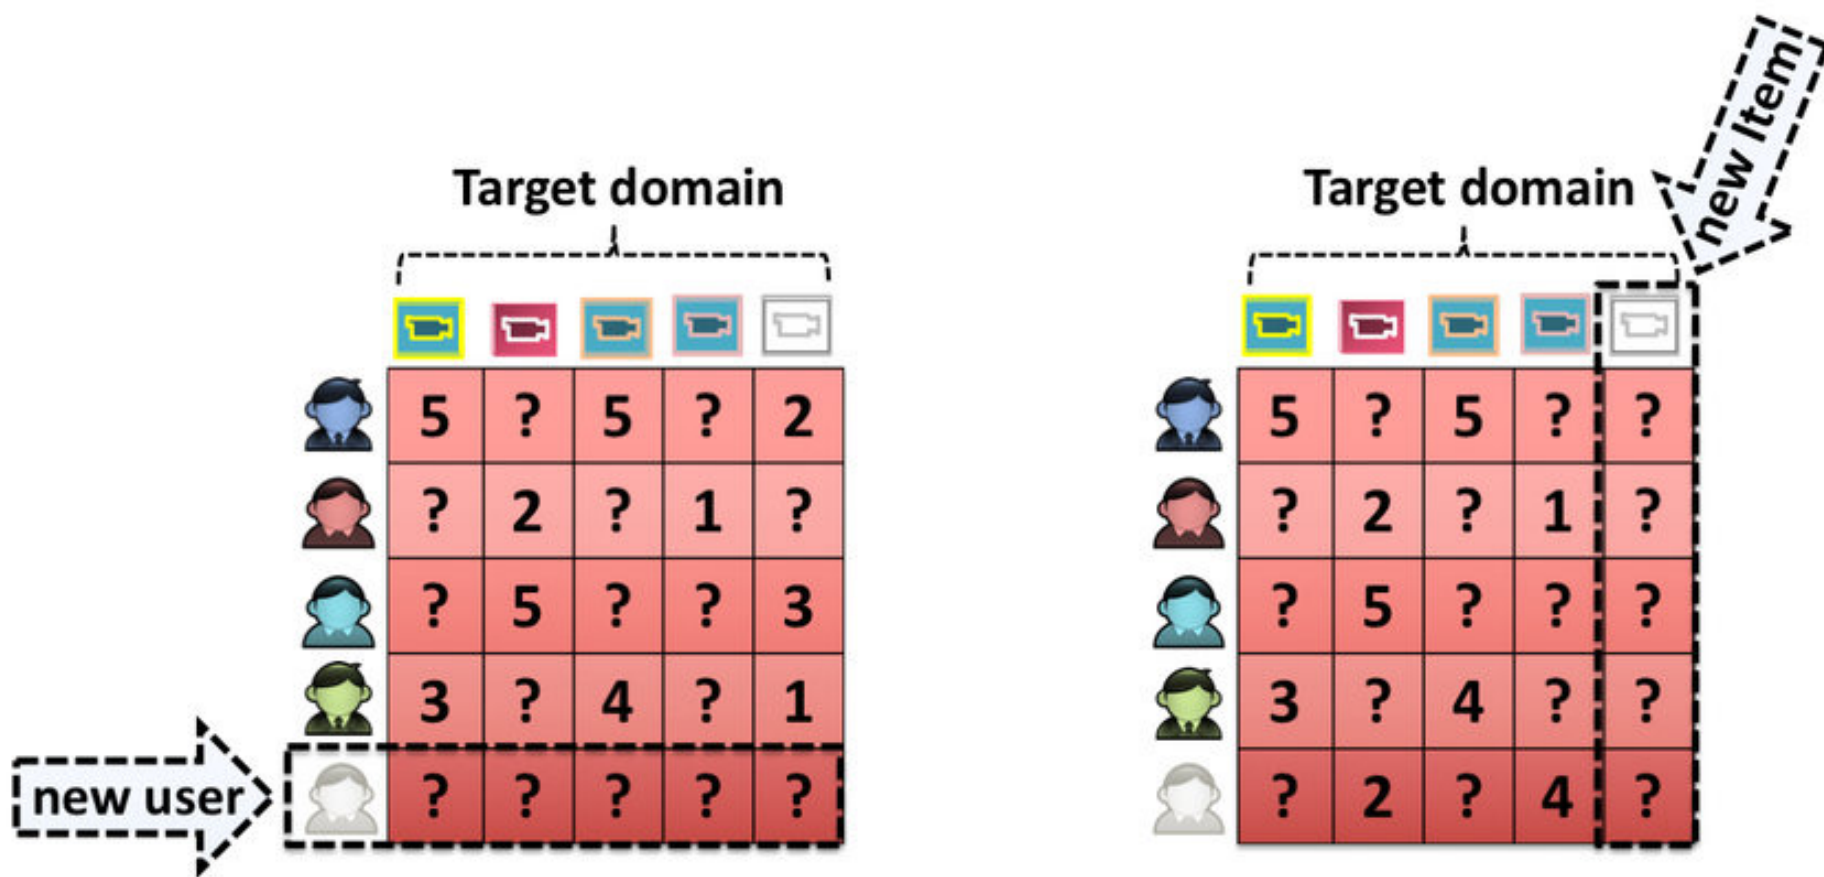 Target domain
5 ? 5 ? 2
? 2 ? 1 ?
? 5 ? ? 3
3 ? 4 ? 1
new user
? ? ? ? ?
Target domain
new Item
5 ? 5 ? ?
? 2 ? 1 ?
? 5 ? ? ?
3 ? 4 ? ?
? 2 ? 4 ?